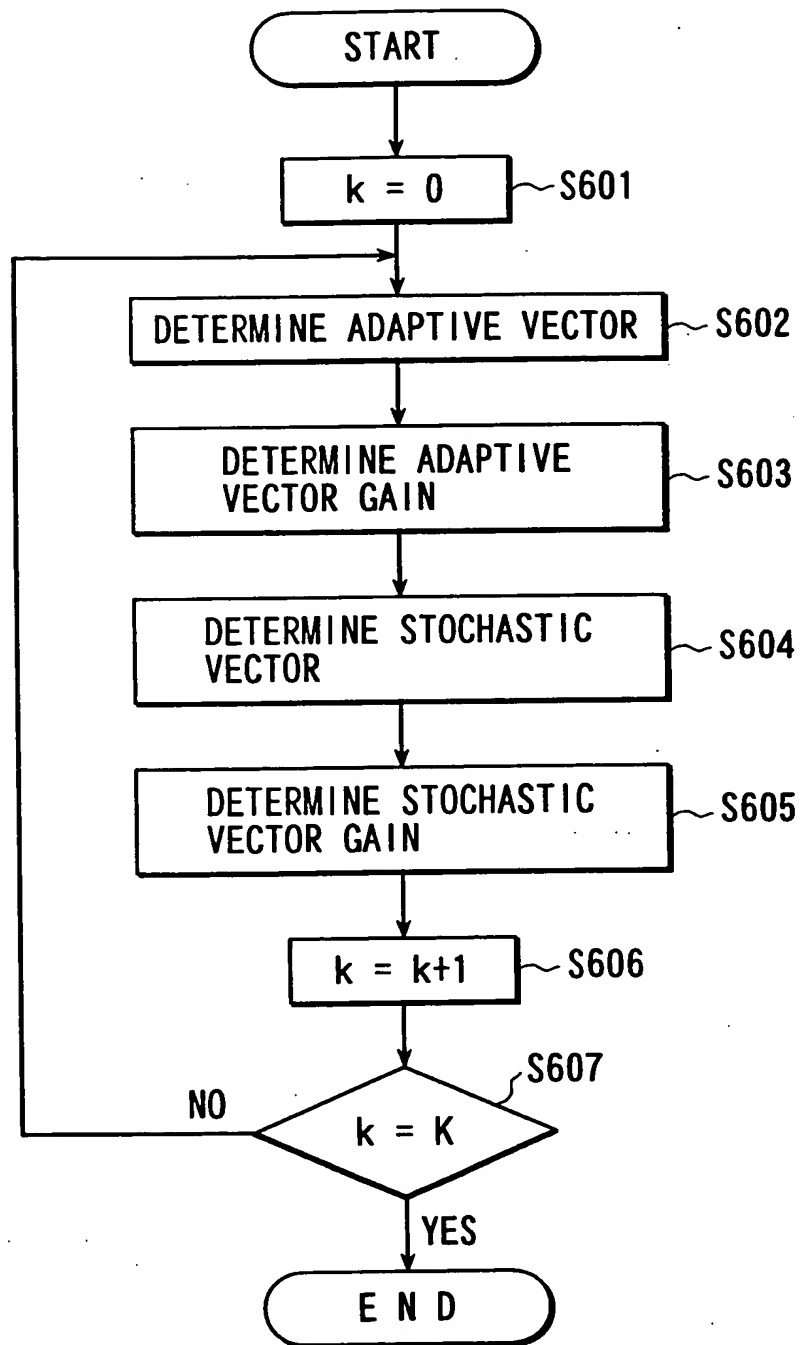 START
k = 0
S601
DETERMINE ADAPTIVE VECTOR
S602
DETERMINE ADAPTIVE
VECTOR GAIN
S603
DETERMINE STOCHASTIC
VECTOR
S604
DETERMINE STOCHASTIC
VECTOR GAIN
S605
k = k+1
S606
S607
NO
k = K
YES
E N D